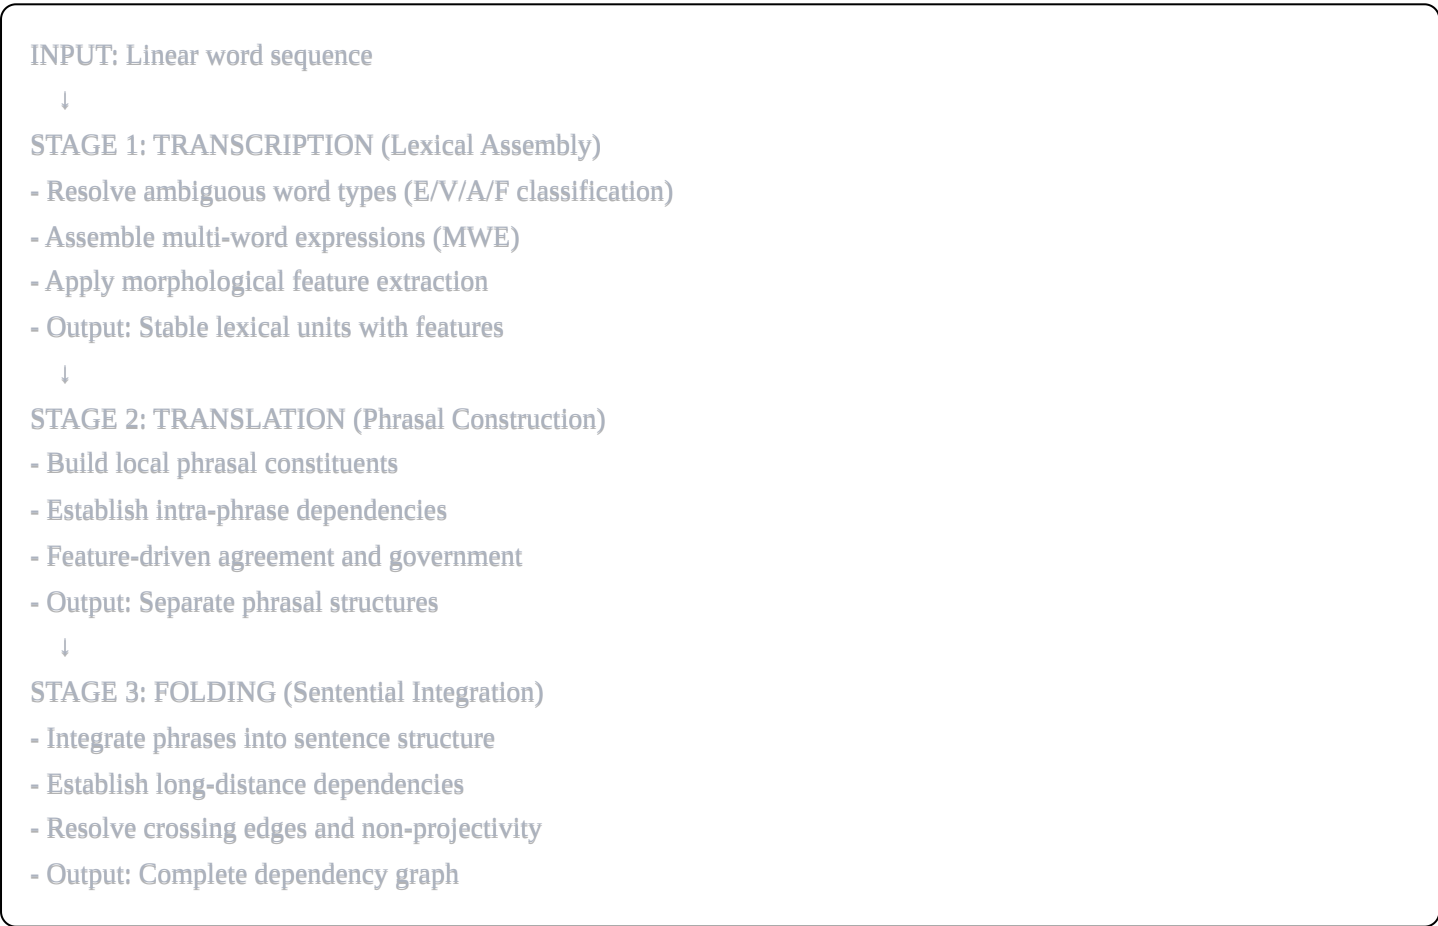 INPUT: Linear word sequence
↓
STAGE 1: TRANSCRIPTION (Lexical Assembly)
- Resolve ambiguous word types (E/V/A/F classification)
- Assemble multi-word expressions (MWE)
- Apply morphological feature extraction
- Output: Stable lexical units with features
↓
STAGE 2: TRANSLATION (Phrasal Construction)
- Build local phrasal constituents
- Establish intra-phrase dependencies
- Feature-driven agreement and government
- Output: Separate phrasal structures
↓
STAGE 3: FOLDING (Sentential Integration)
- Integrate phrases into sentence structure
- Establish long-distance dependencies
- Resolve crossing edges and non-projectivity
- Output: Complete dependency graph